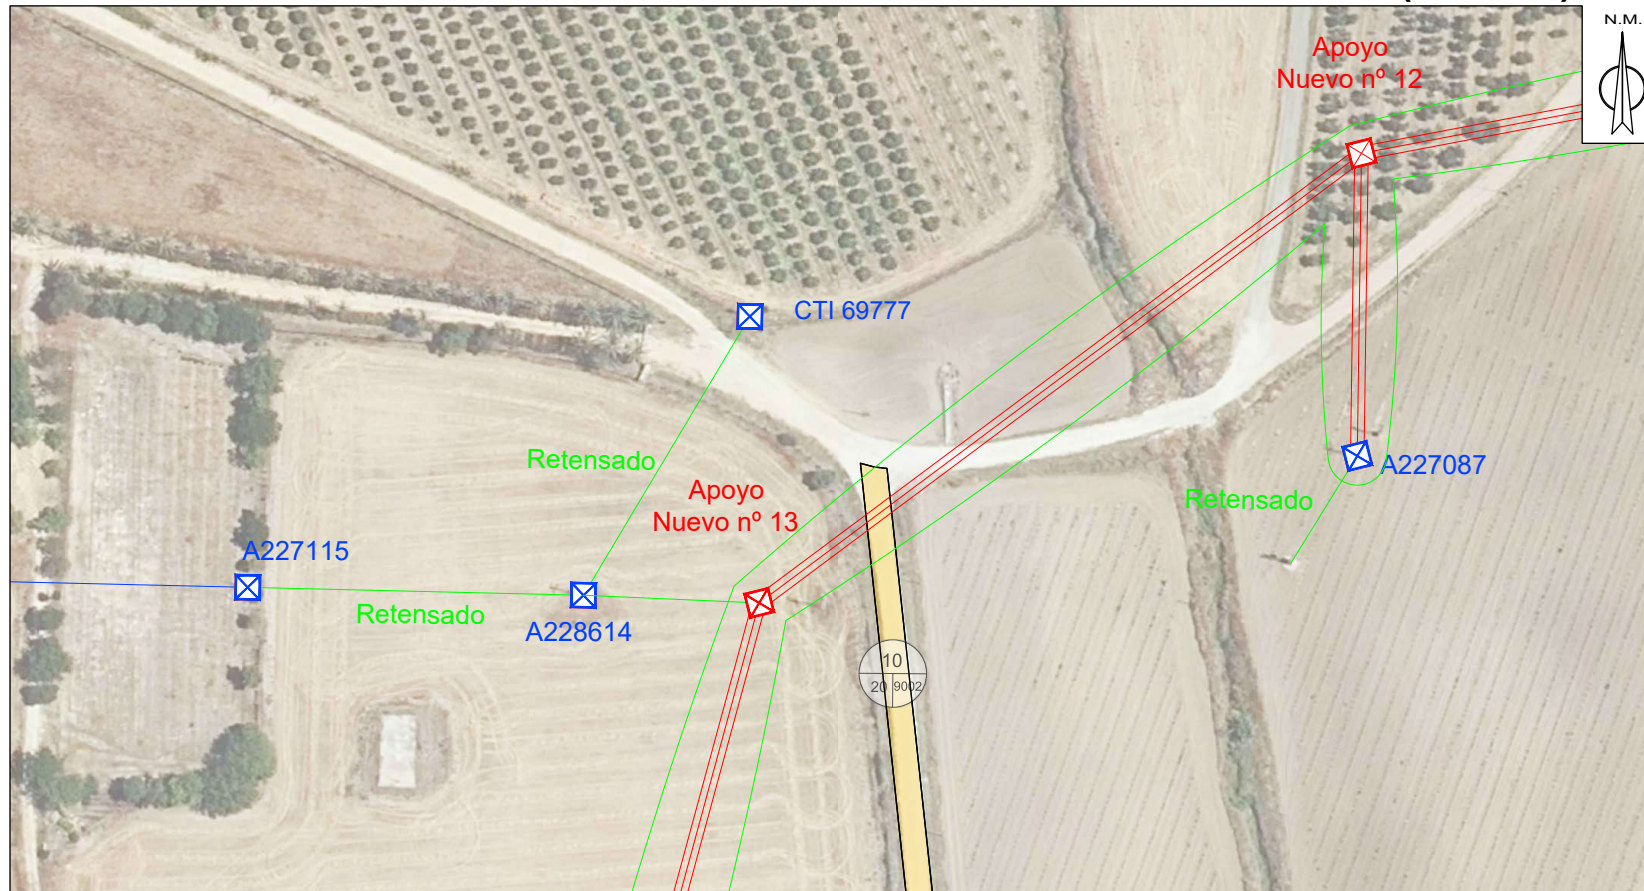 N.M.
Apoyo
Nuevo nº 12
CTI 69777
Retensado
A227087
Apoyo
Nuevo nº 13
Retensado
A227115
Retensado
A228614
10
20 9002